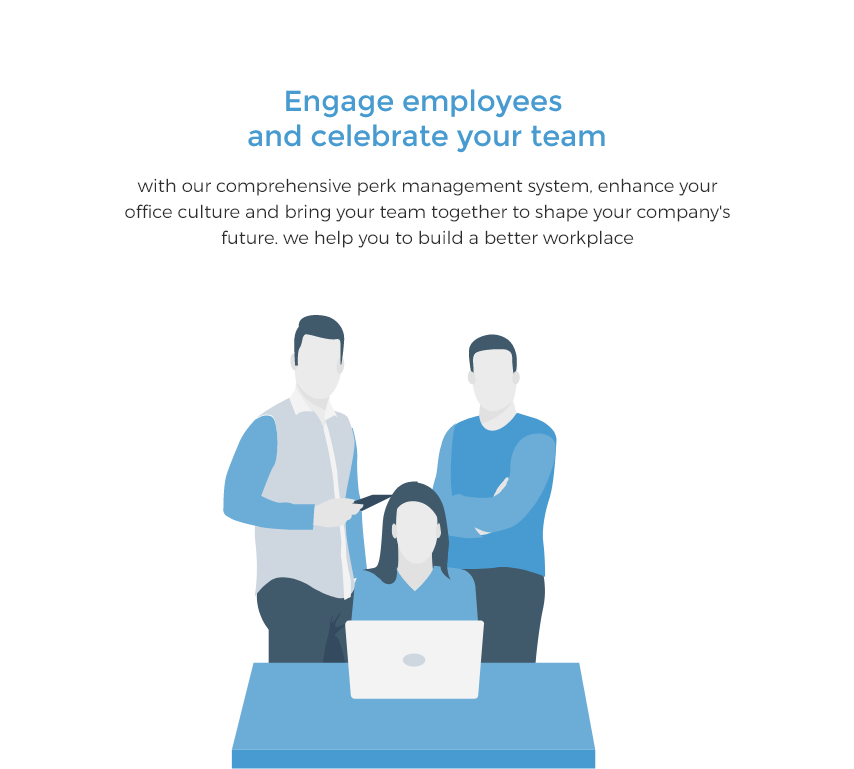 Engage employees
and celebrate your team
with our comprehensive perk management system, enhance your
office culture and bring your team together to shape your company's
future. we help you to build a better workplace